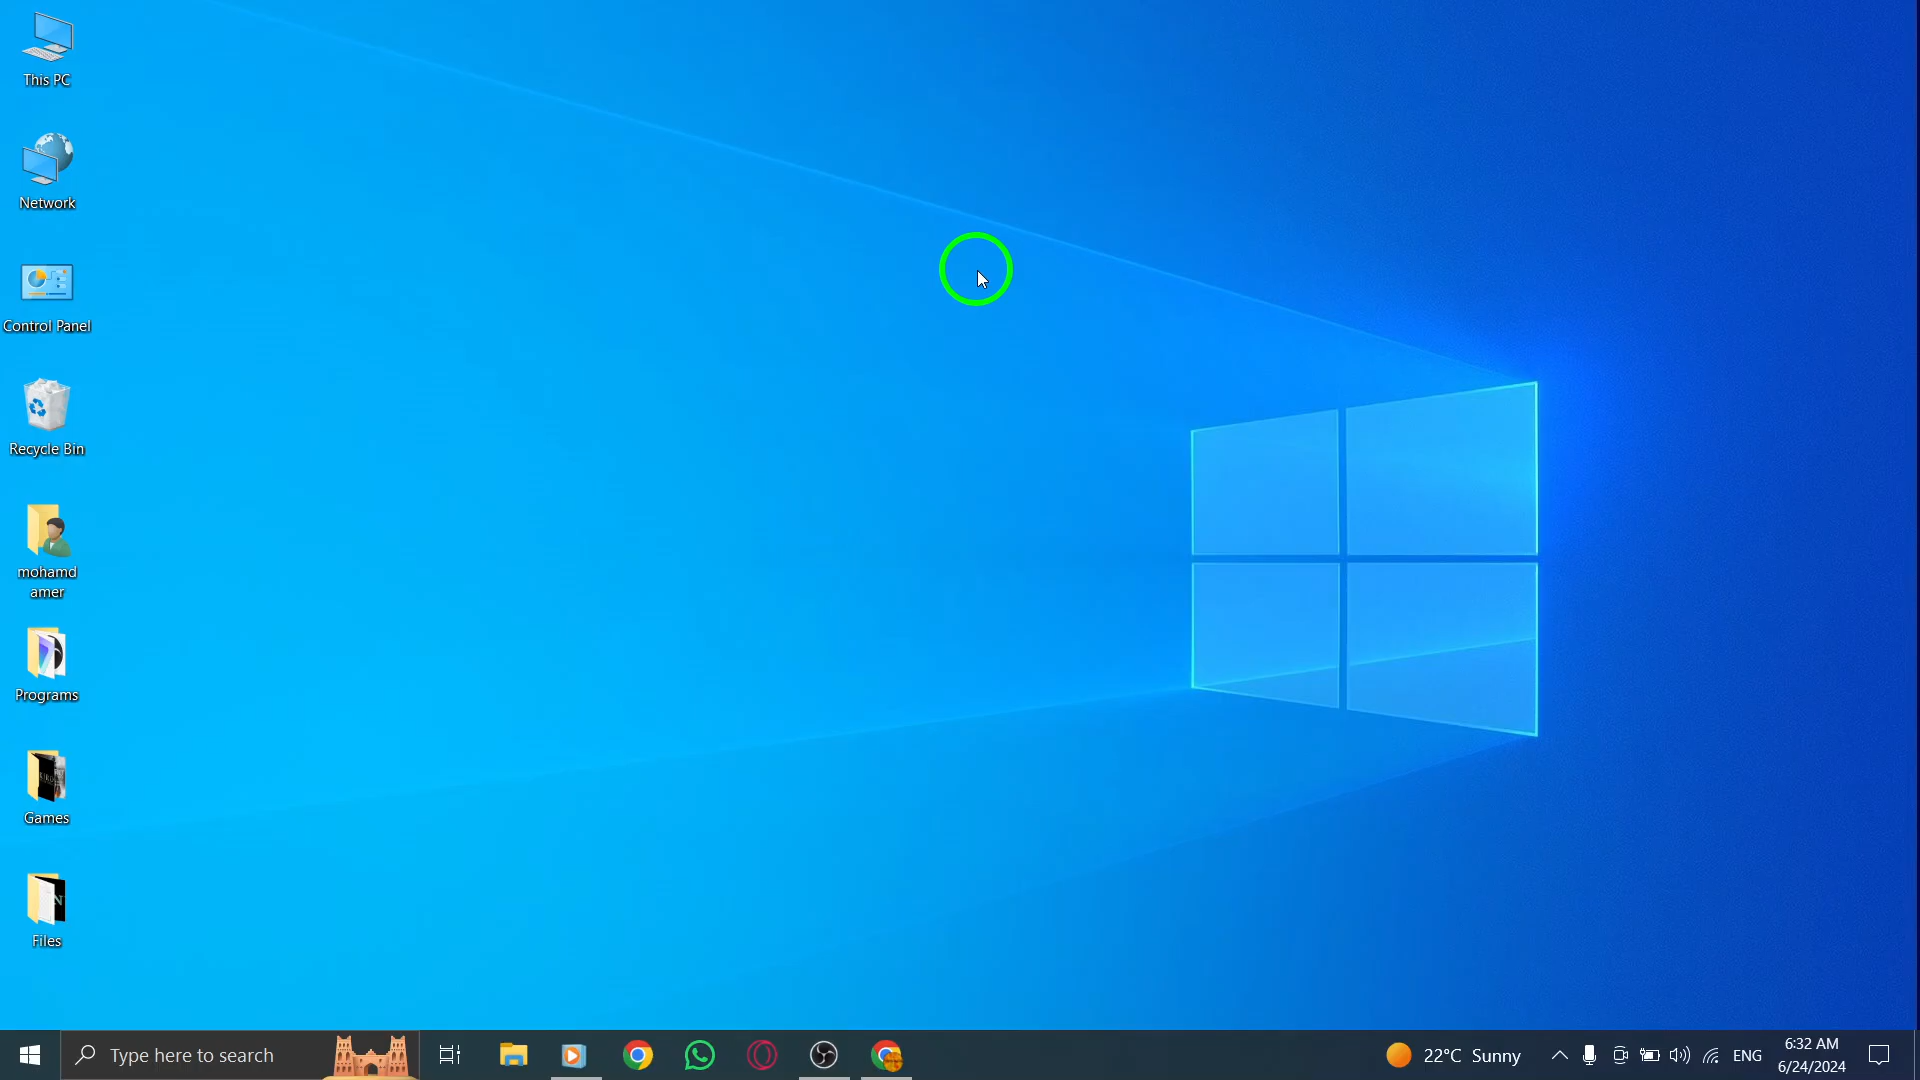 This PC
Network
Control Panel
Recycle Bin
mohamd
amer
Programs
Games
Files
Type here to search
22°C Sunny
ENG
6:32 AM
6/24/2024